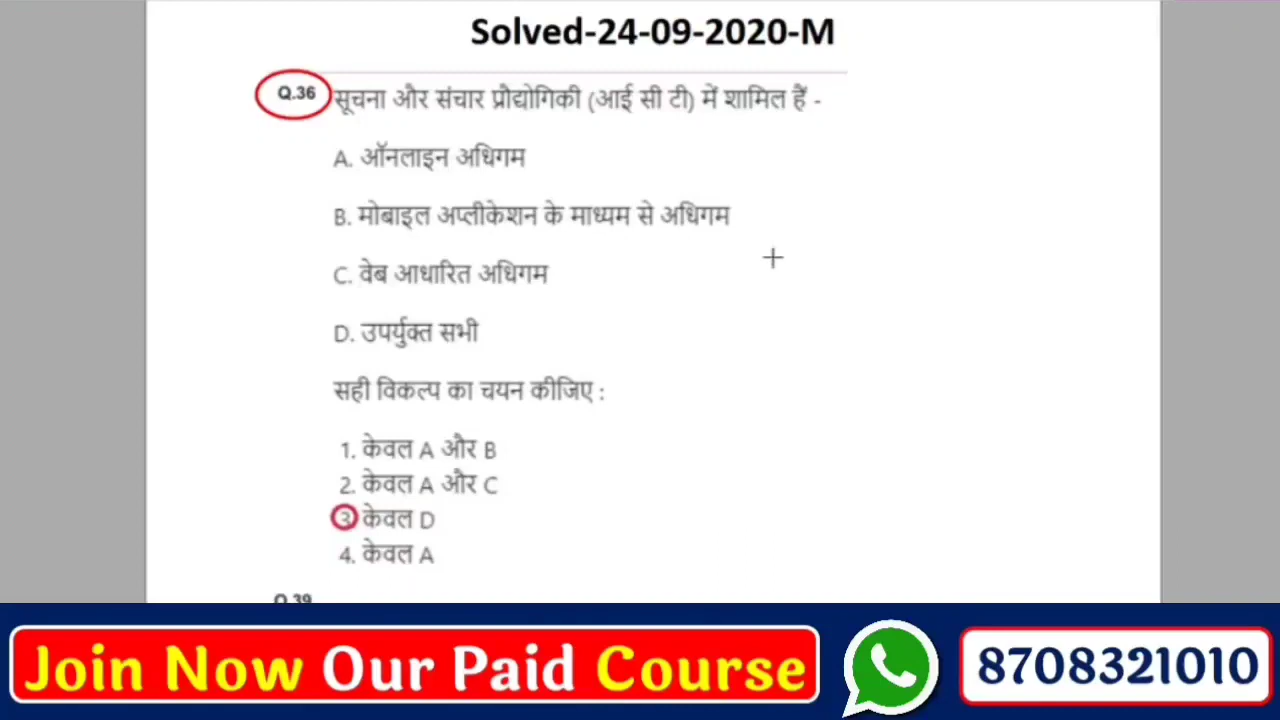 Solved-24-09-2020-M
Q.36 सूचना और संचार प्रौद्योगिकी (आई सी टी) में शामिल हैं -
A. ऑनलाइन अधिगम
B. मोबाइल अप्लीकेशन के माध्यम से अधिगम
C. वेब आधारित अधिगम
D. उपर्युक्त सभी
सही विकल्प का चयन कीजिए :
1. केवल A और B
2. केवल A और C
3. केवल D
4. केवल A
Q.39
Join Now Our Paid Course 8708321010